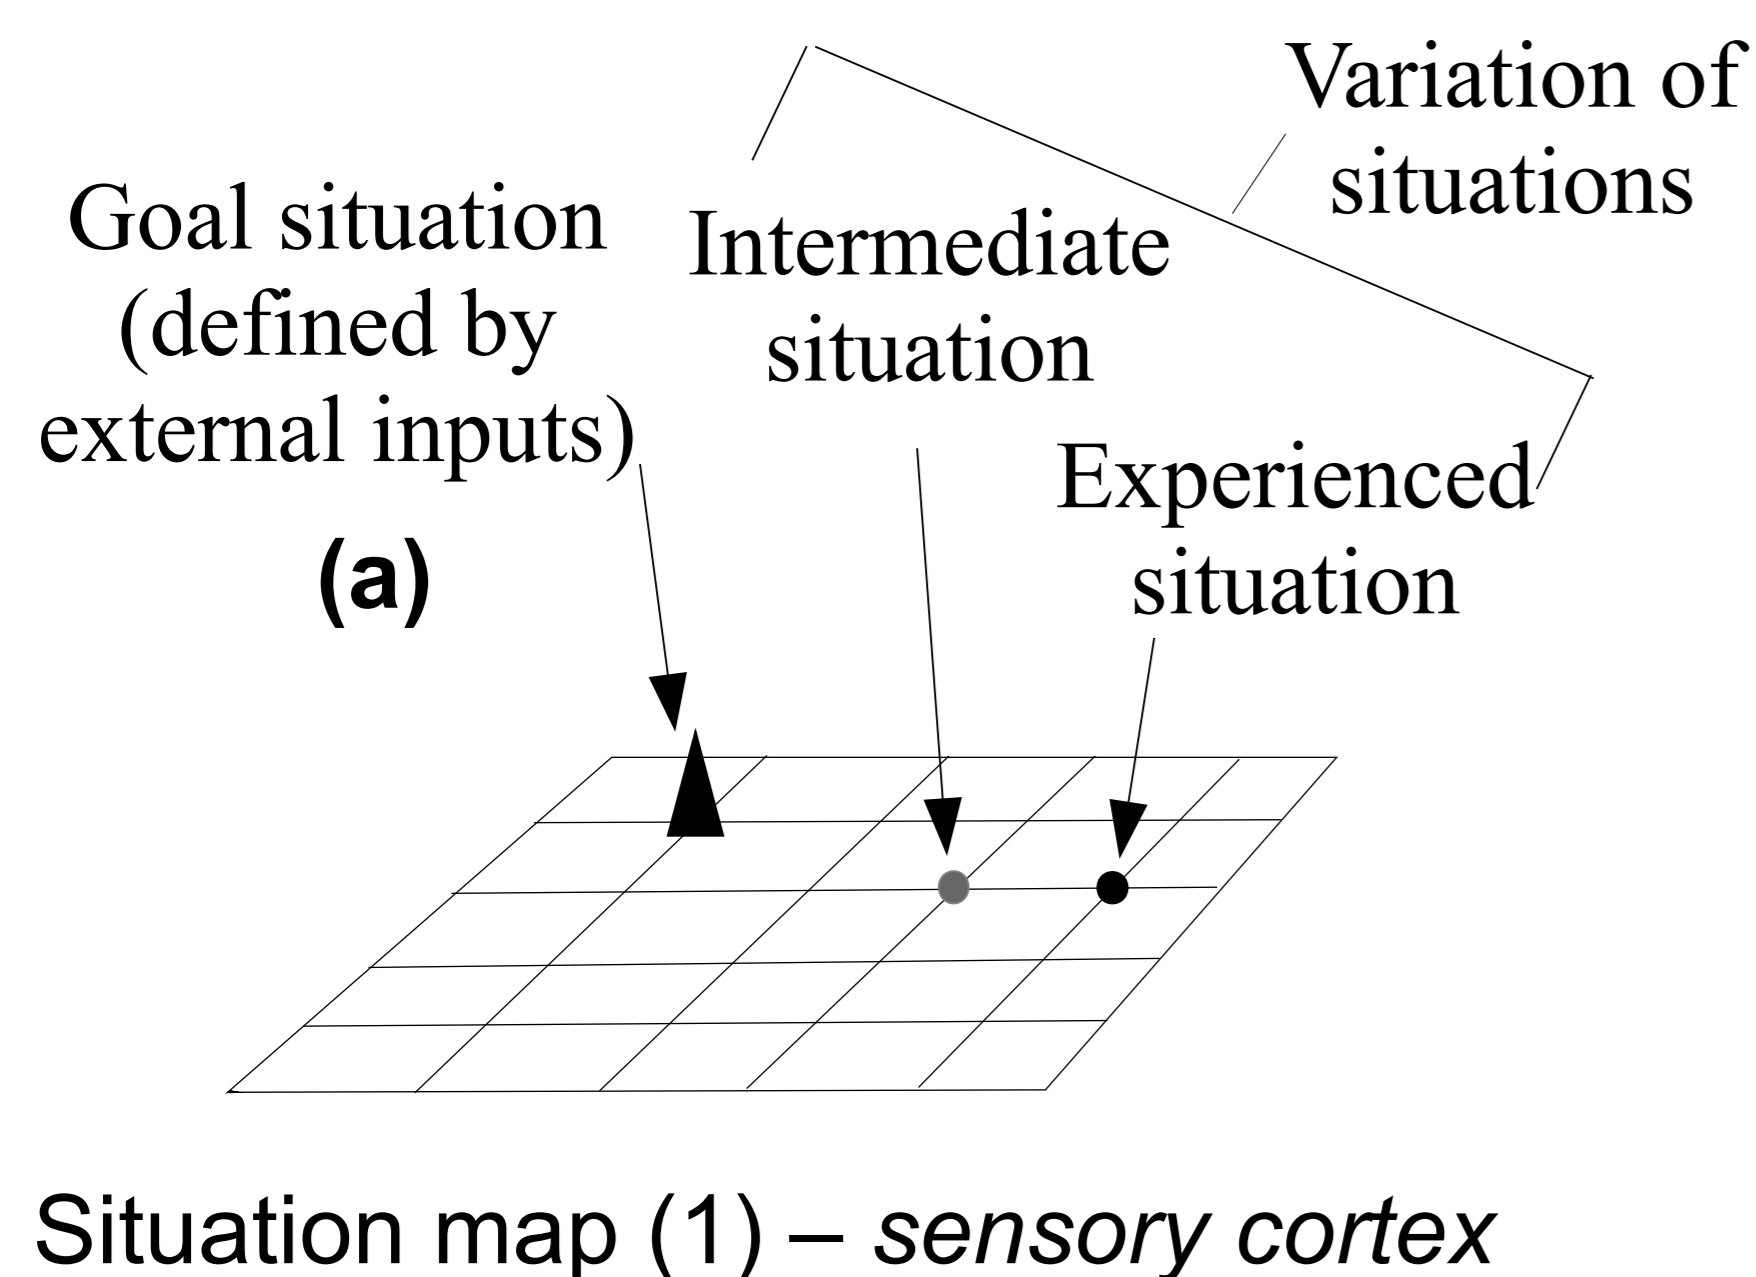 Variation of
situations
Goal situation
(defined by
external inputs)
Intermediate
situation
Experienced
situation
(a)
Situation map (1) – sensory cortex